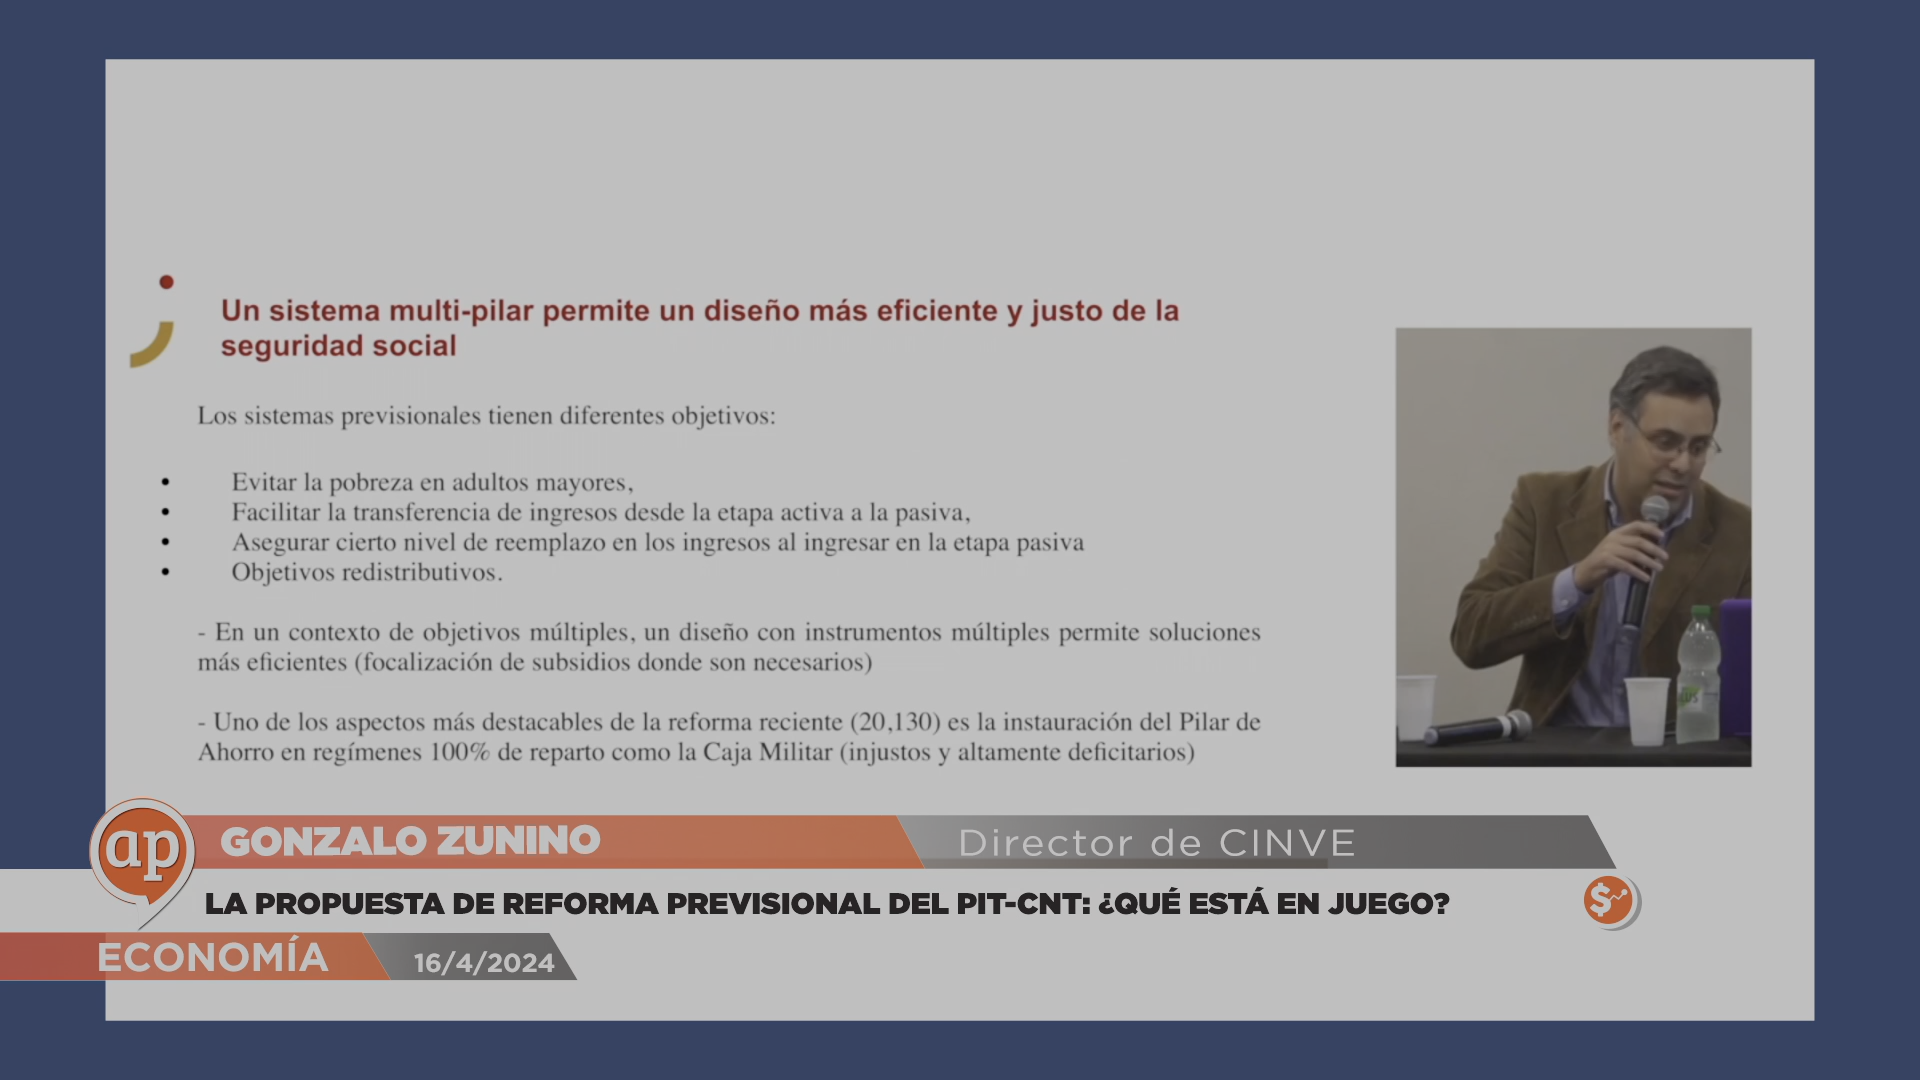 Un sistema multi-pilar permite un diseño más eficiente y justo de la
seguridad social
Los sistemas previsionales tienen diferentes objetivos:
• Evitar la pobreza en adultos mayores,
• Facilitar la transferencia de ingresos desde la etapa activa a la pasiva,
• Asegurar cierto nivel de reemplazo en los ingresos al ingresar en la etapa pasiva
• Objetivos redistributivos.
- En un contexto de objetivos múltiples, un diseño con instrumentos múltiples permite soluciones
más eficientes (focalización de subsidios donde son necesarios)
- Uno de los aspectos más destacables de la reforma reciente (20,130) es la instauración del Pilar de
Ahorro en regímenes 100% de reparto como la Caja Militar (injustos y altamente deficitarios)
ap
GONZALO ZUNINO
Director de CINVE
LA PROPUESTA DE REFORMA PREVISIONAL DEL PIT-CNT: ¿QUÉ ESTÁ EN JUEGO?
$
ECONOMÍA
16/4/2024